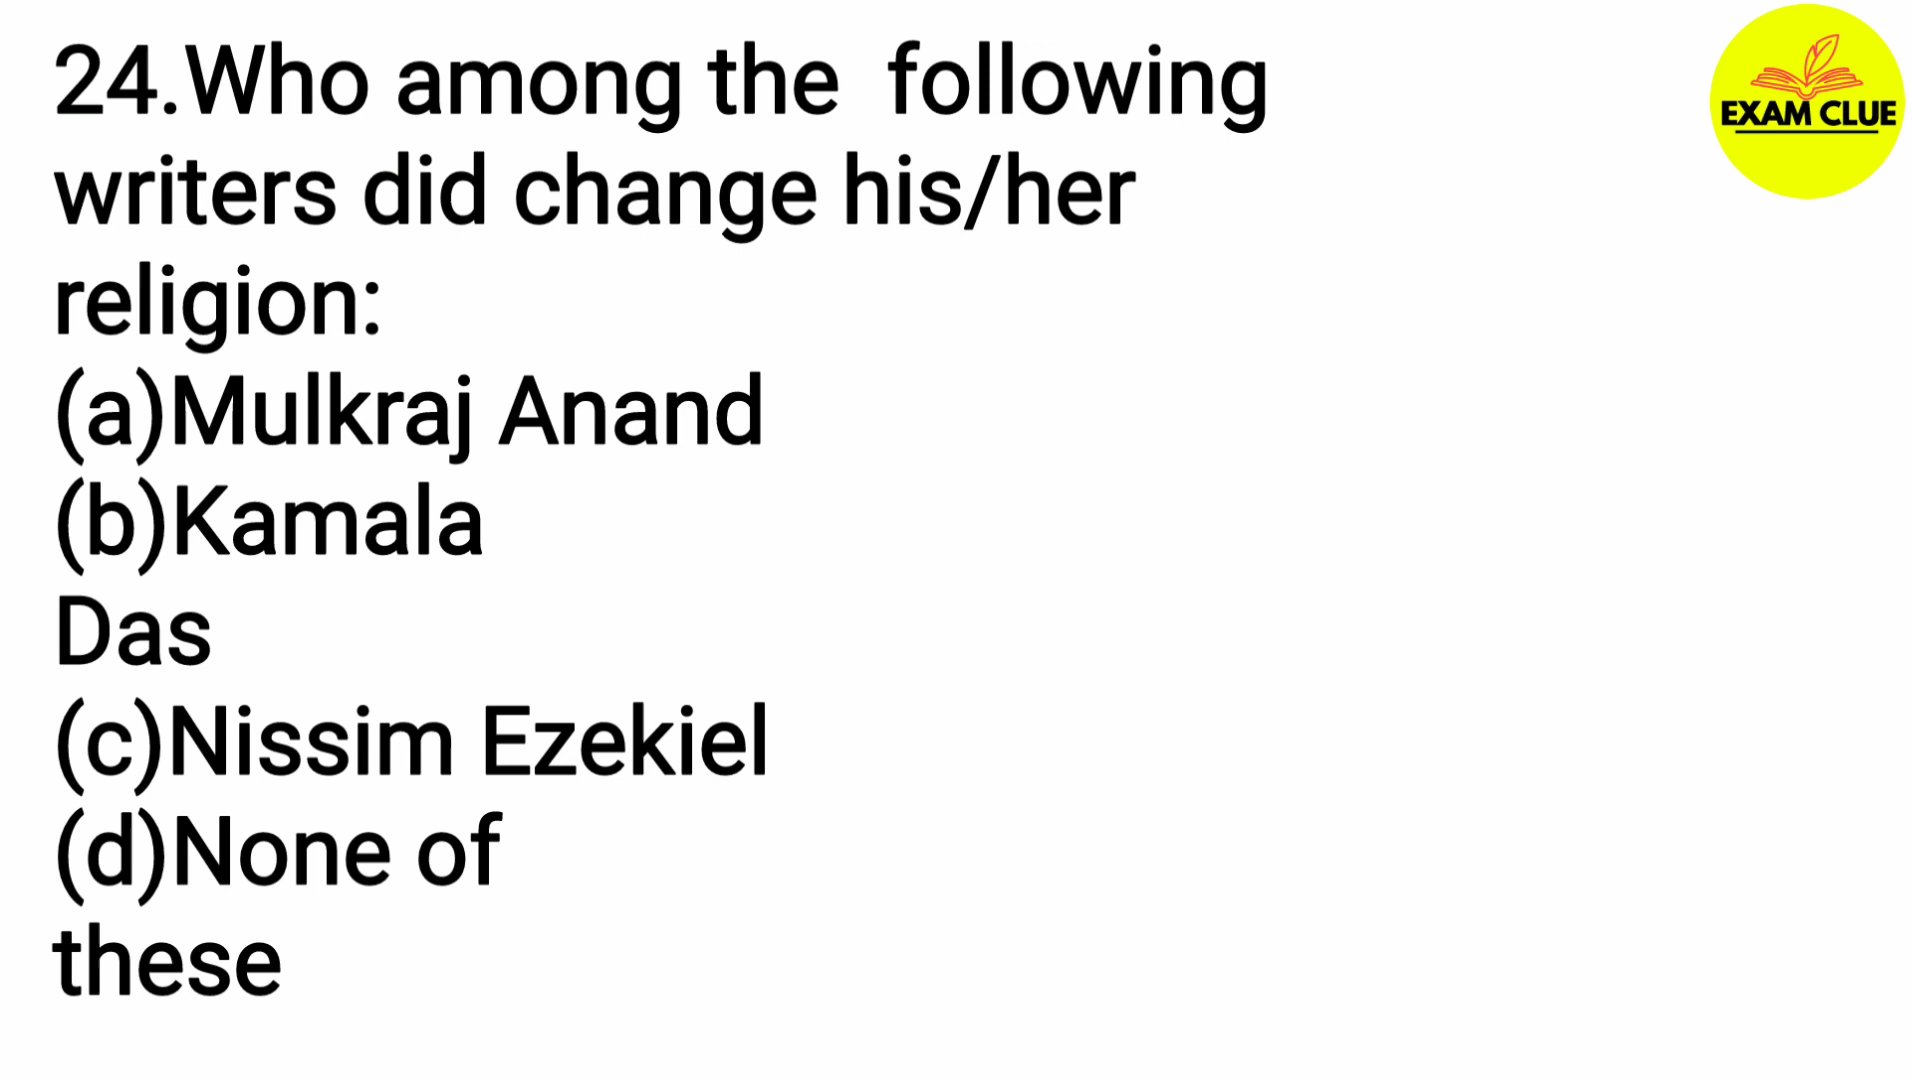 24.Who among the following
writers did change his/her
religion:
(a)Mulkraj Anand
(b)Kamala
Das
(c)Nissim Ezekiel
(d)None of
these
EXAM CLUE